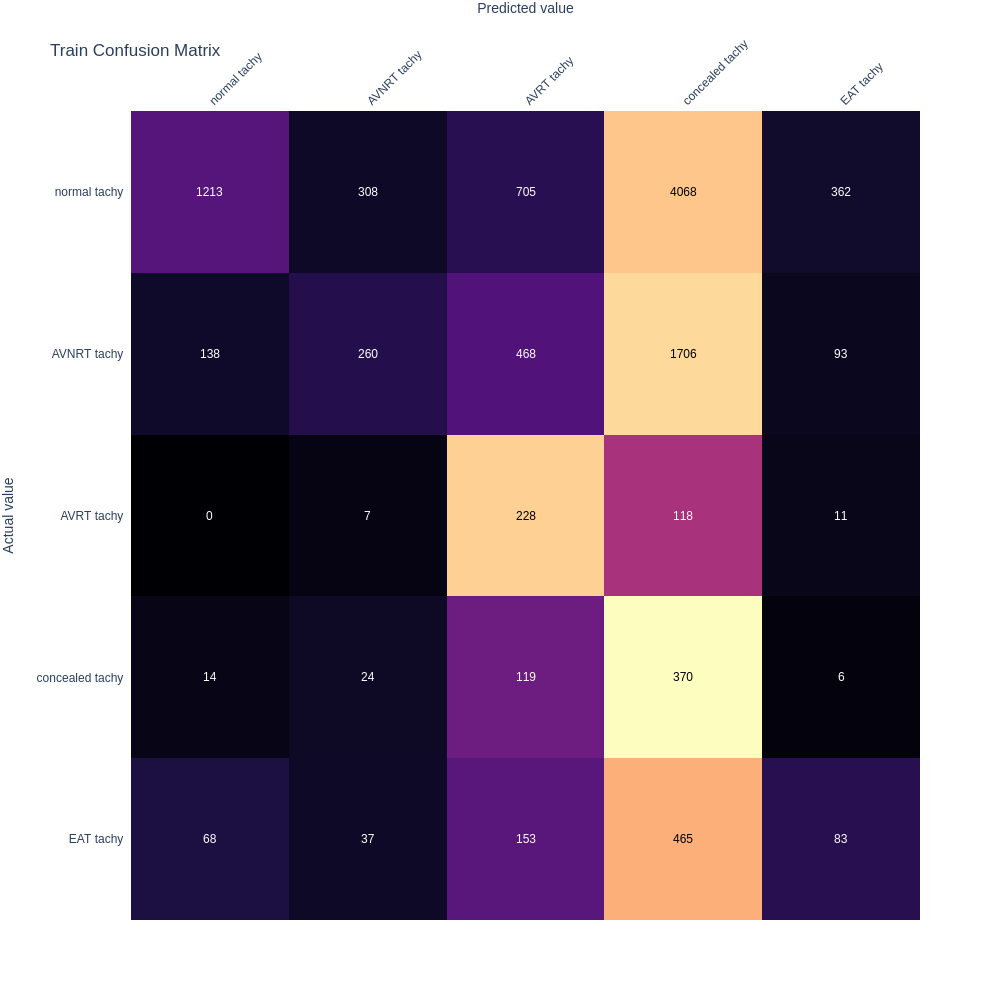 Predicted value
Train Confusion Matrix
normal tachy
AVNRT tachy
AVRT tachy
concealed tachy
EAT tachy
normal tachy 1213 308 705 4068 362
AVNRT tachy 138 260 468 1706 93
AVRT tachy 0 7 228 118 11
concealed tachy 14 24 119 370 6
EAT tachy 68 37 153 465 83
Actual value